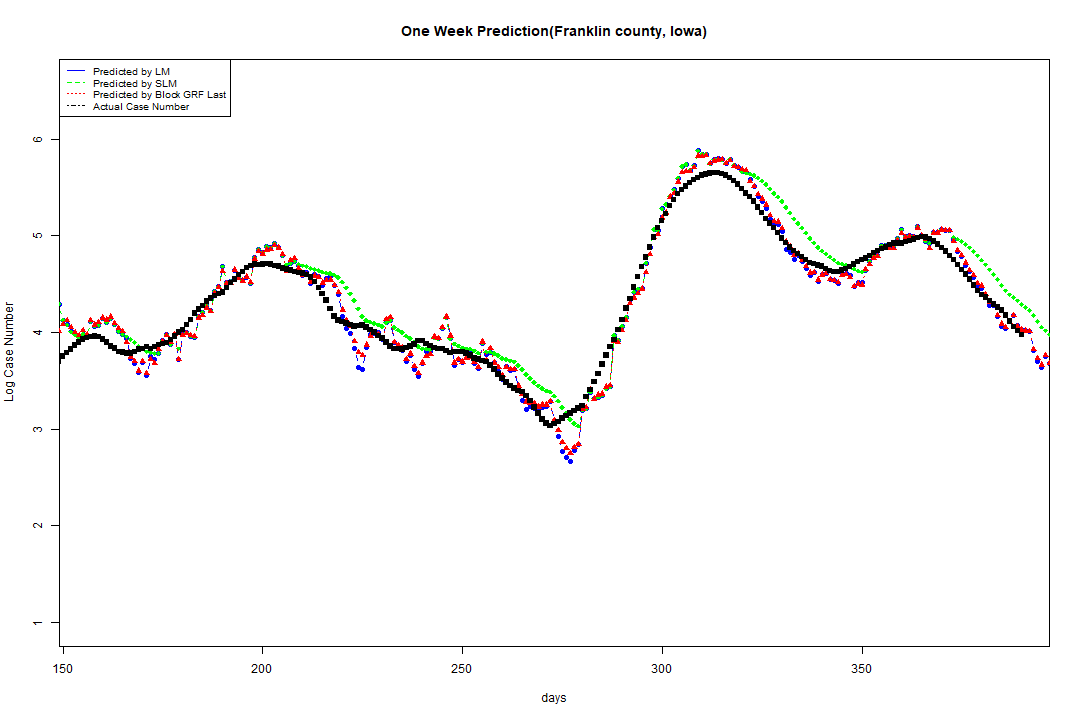 One Week Prediction(Franklin county, Iowa)
Predicted by LM
Predicted by SLM
Predicted by Block GRF Last
Actual Case Number
Log Case Number
6
5
4
3
2
1
150 200 250 300 350
days